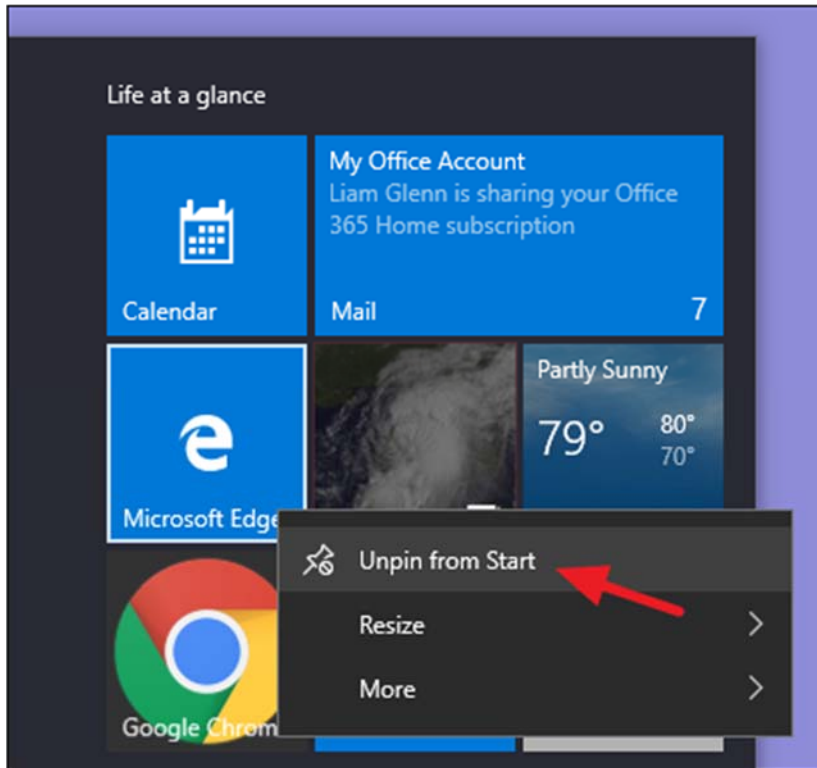 Life at a glance
My Office Account
Liam Glenn is sharing your Office
365 Home subscription
Calendar
Mail
7
Partly Sunny
79°
80°
70°
Microsoft Edge
Unpin from Start
Resize
More
Google Chrom